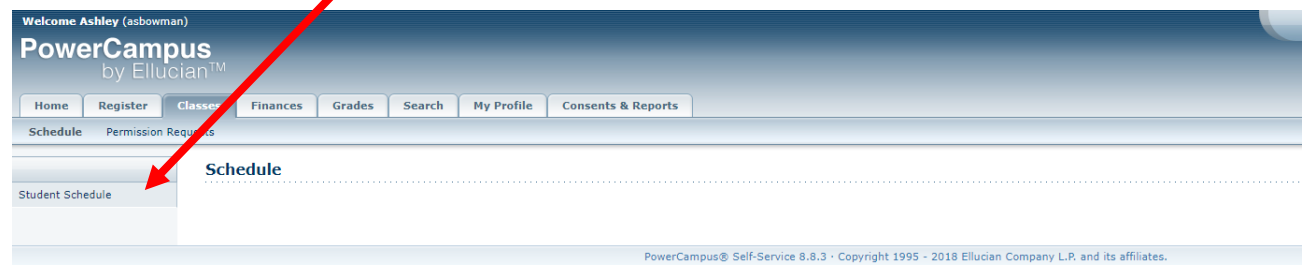 Welcome Ashley (asbowman)
PowerCampus
by Ellucian™
Home Register Classes Finances Grades Search My Profile Consents & Reports
Schedule Permission Requests
Schedule
Student Schedule
PowerCampus® Self-Service 8.8.3 · Copyright 1995 - 2018 Ellucian Company L.P. and its affiliates.